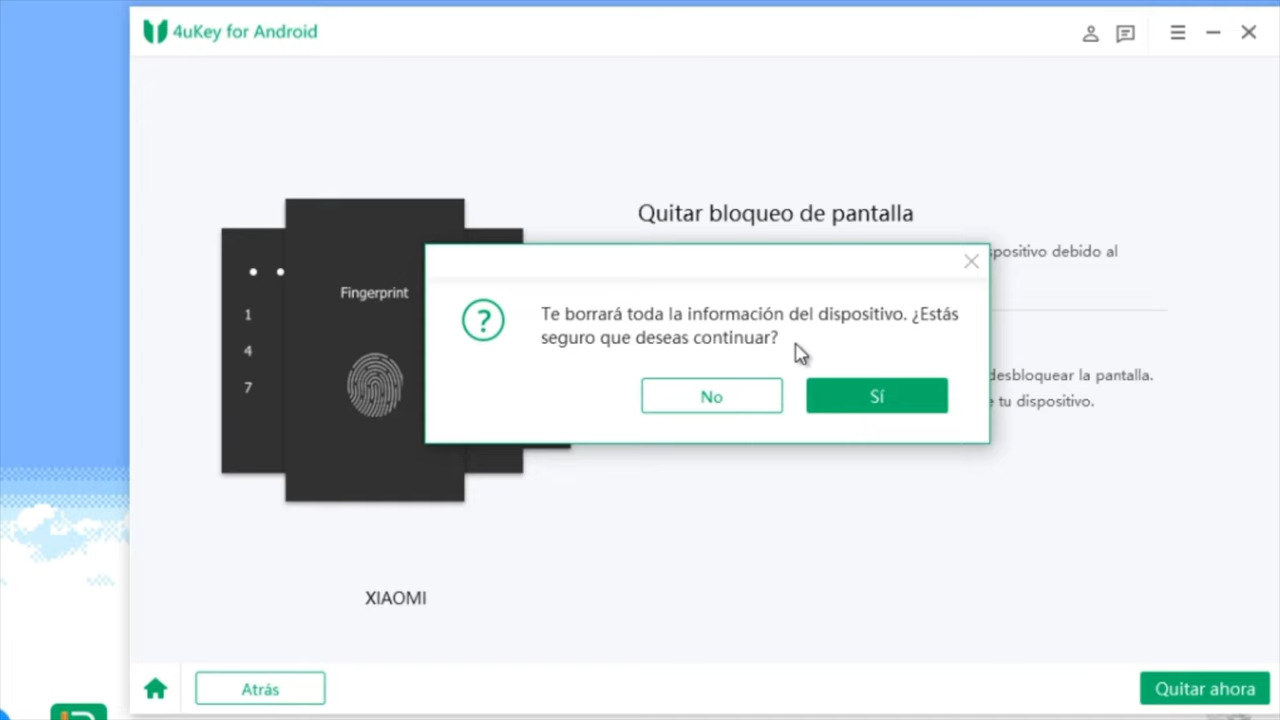 4uKey for Android
Quitar bloqueo de pantalla
dispositivo debido al
Fingerprint
1
4
7
Te borrará toda la información del dispositivo. ¿Estás
seguro que deseas continuar?
No
Sí
desbloquear la pantalla.
tu dispositivo.
XIAOMI
Atrás
Quitar ahora